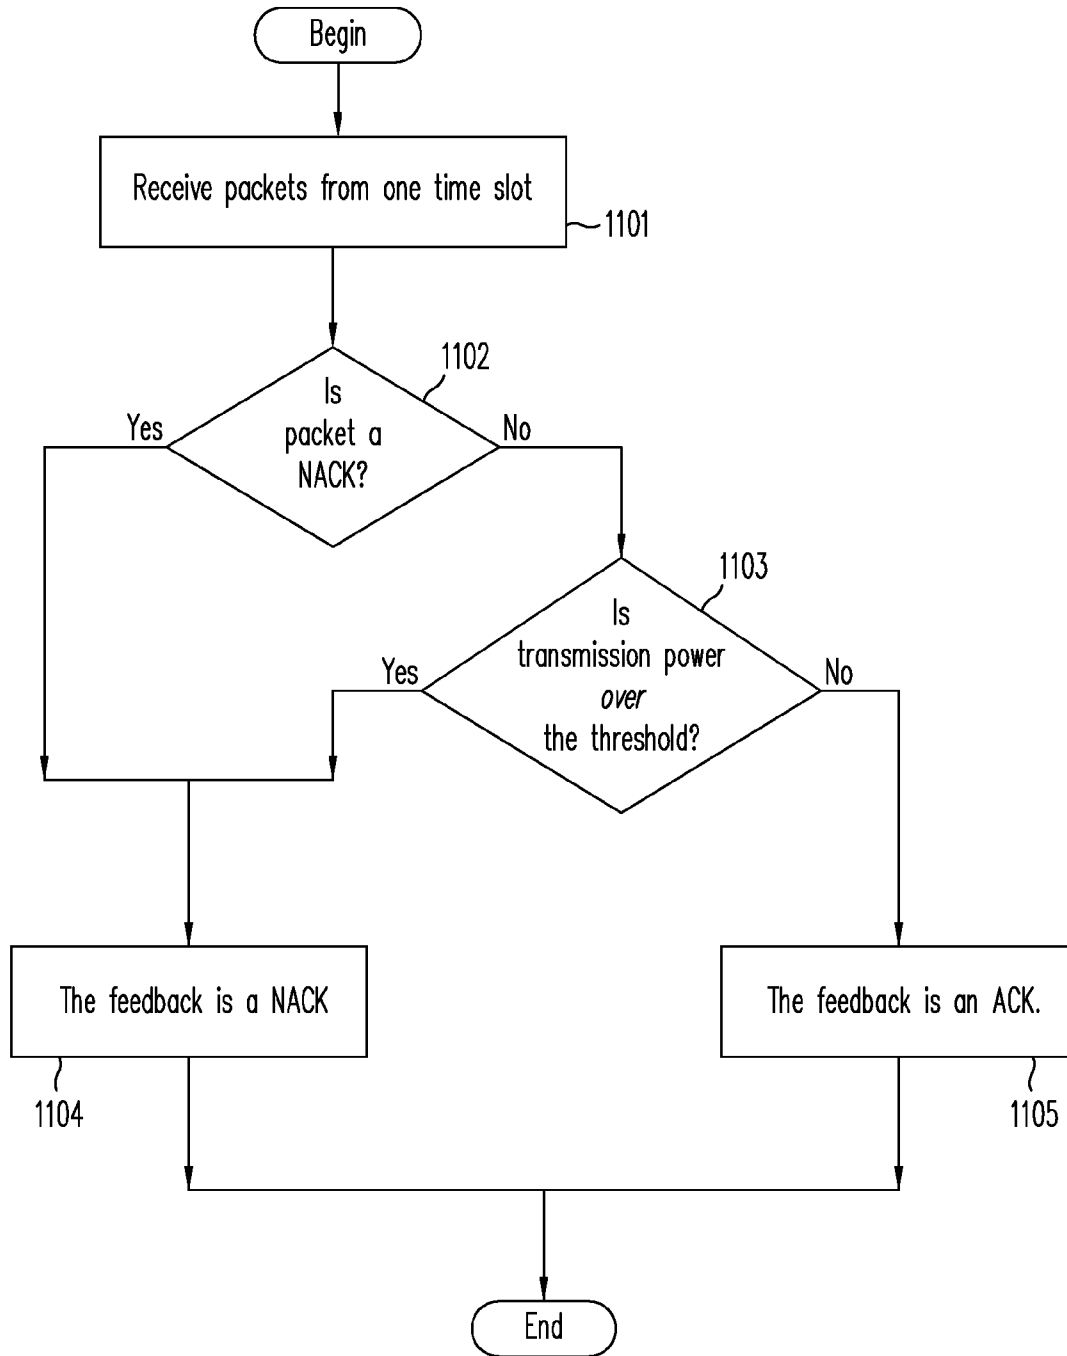 Begin
Receive packets from one time slot
1101
1102
Is
packet a
NACK?
Yes
No
1103
Is
transmission power
over
the threshold?
Yes
No
The feedback is a NACK
1104
The feedback is an ACK.
1105
End